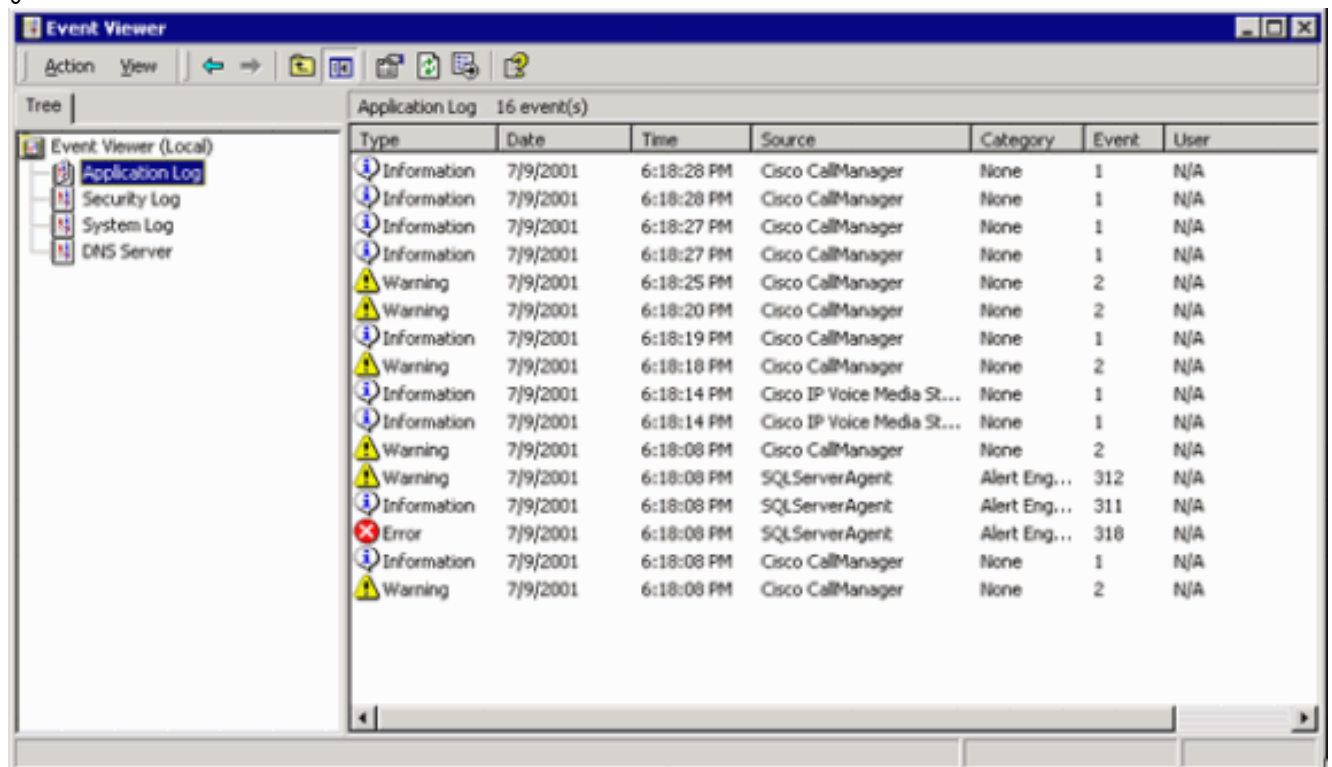 Event Viewer
Action View
Tree
Application Log 16 event(s)
Event Viewer (Local)
Application Log
Security Log
System Log
DNS Server
Type Date Time Source Category Event User
Information 7/9/2001 6:18:28 PM Cisco CallManager None 1 N/A
Information 7/9/2001 6:18:28 PM Cisco CallManager None 1 N/A
Information 7/9/2001 6:18:27 PM Cisco CallManager None 1 N/A
Information 7/9/2001 6:18:27 PM Cisco CallManager None 1 N/A
Warning 7/9/2001 6:18:25 PM Cisco CallManager None 2 N/A
Warning 7/9/2001 6:18:20 PM Cisco CallManager None 2 N/A
Information 7/9/2001 6:18:19 PM Cisco CallManager None 1 N/A
Warning 7/9/2001 6:18:18 PM Cisco CallManager None 2 N/A
Information 7/9/2001 6:18:14 PM Cisco IP Voice Media St... None 1 N/A
Information 7/9/2001 6:18:14 PM Cisco IP Voice Media St... None 1 N/A
Warning 7/9/2001 6:18:08 PM Cisco CallManager None 2 N/A
Warning 7/9/2001 6:18:08 PM SQLServerAgent Alert Eng... 312 N/A
Information 7/9/2001 6:18:08 PM SQLServerAgent Alert Eng... 311 N/A
Error 7/9/2001 6:18:08 PM SQLServerAgent Alert Eng... 318 N/A
Information 7/9/2001 6:18:08 PM Cisco CallManager None 1 N/A
Warning 7/9/2001 6:18:08 PM Cisco CallManager None 2 N/A